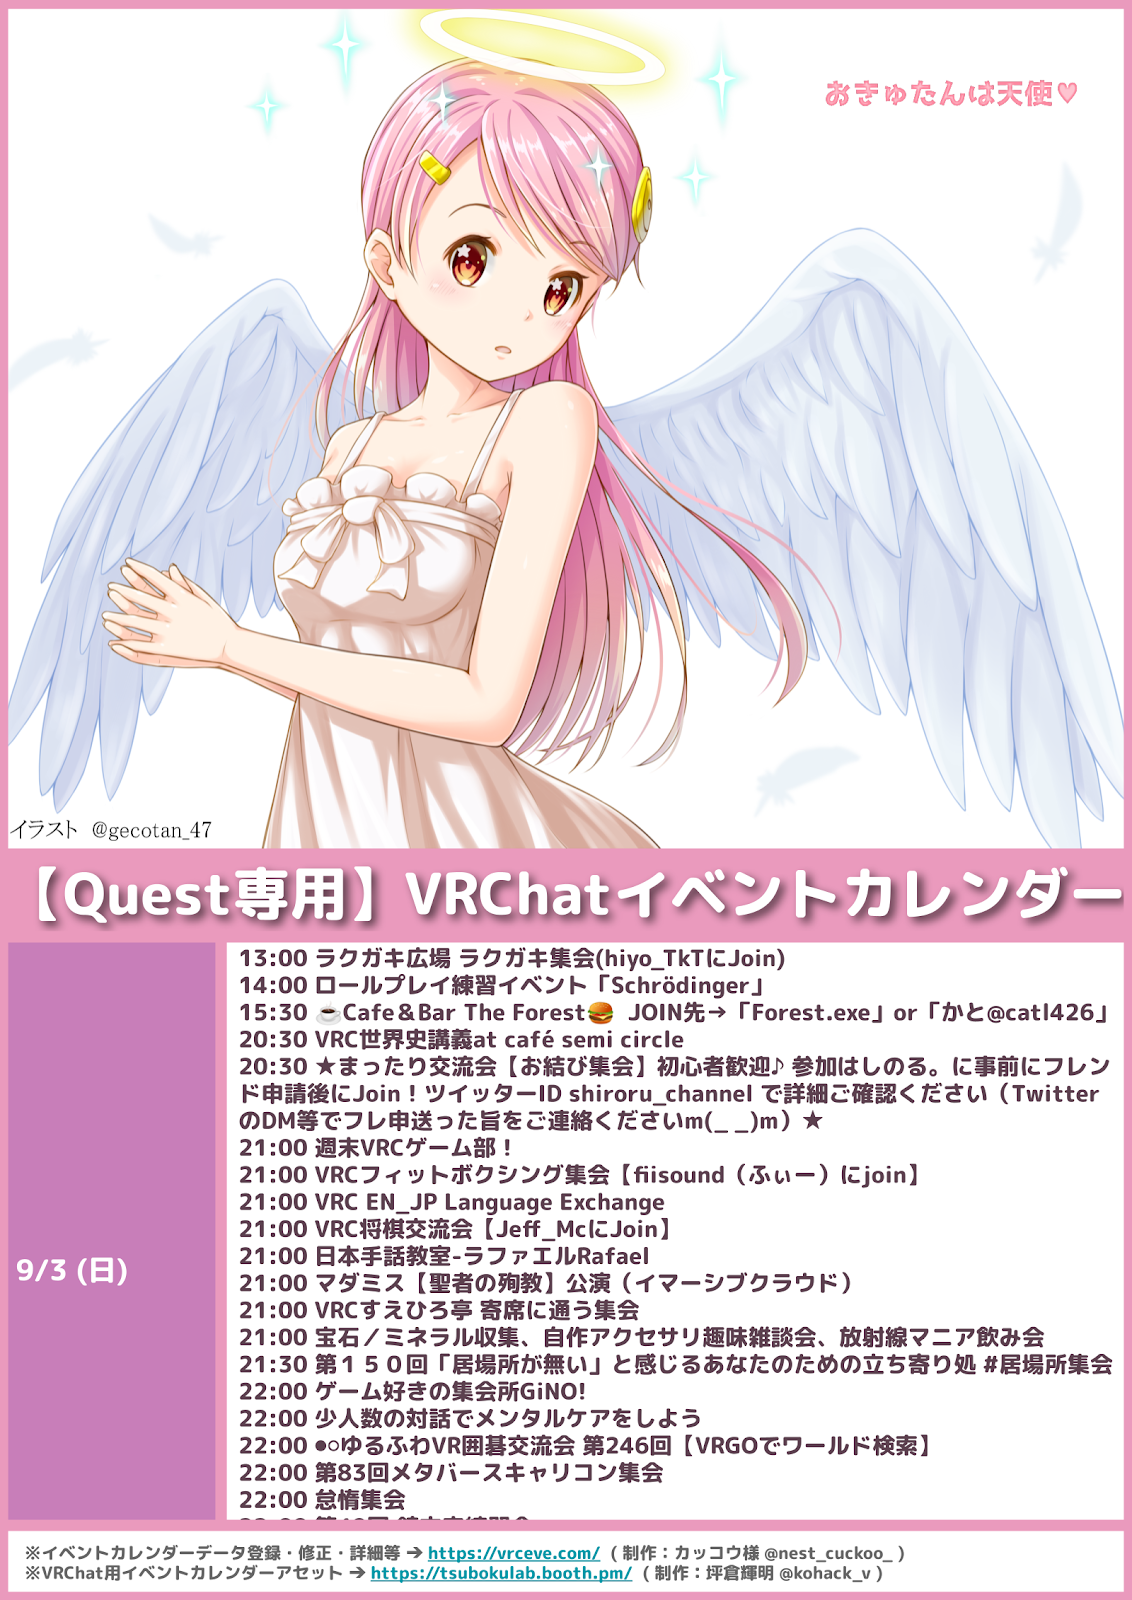 おきゅたんは天使♥
イラスト @gecotan_47
【Quest専用】VRChatイベントカレンダー
9/3 (日)
13:00 ラクガキ広場 ラクガキ集会(hiyo_TkTにJoin)
14:00 ロールプレイ練習イベント「Schrödinger」
15:30 ☕Cafe＆Bar The Forest🍔 JOIN先→「Forest.exe」or「かと@catl426」
20:30 VRC世界史講義at café semi circle
20:30 ★まったり交流会【お結び集会】初心者歓迎♪ 参加はしのる。に事前にフレン
ド申請後にJoin！ツイッターID shiroru_channel で詳細ご確認ください（Twitter
のDM等でフレ申送った旨をご連絡くださいm(_ _)m）★
21:00 週末VRCゲーム部！
21:00 VRCフィットボクシング集会【fiisound（ふぃー）にjoin】
21:00 VRC EN_JP Language Exchange
21:00 VRC将棋交流会【Jeff_McにJoin】
21:00 日本手話教室-ラファエルRafael
21:00 マダミス【聖者の殉教】公演（イマーシブクラウド）
21:00 VRCすえひろ亭 寄席に通う集会
21:00 宝石／ミネラル収集、自作アクセサリ趣味雑談会、放射線マニア飲み会
21:30 第１５０回「居場所が無い」と感じるあなたのための立ち寄り処 #居場所集会
22:00 ゲーム好きの集会所GiNO!
22:00 少人数の対話でメンタルケアをしよう
22:00 ●○ゆるふわVR囲碁交流会 第246回【VRGOでワールド検索】
22:00 第83回メタバースキャリコン集会
22:00 怠惰集会
※イベントカレンダーデータ登録・修正・詳細等 ➔ https://vrceve.com/ （制作：カッコウ様 @nest_cuckoo_ ）
※VRChat用イベントカレンダーアセット ➔ https://tsubokulab.booth.pm/ （制作：坪倉輝明 @kohack_v ）